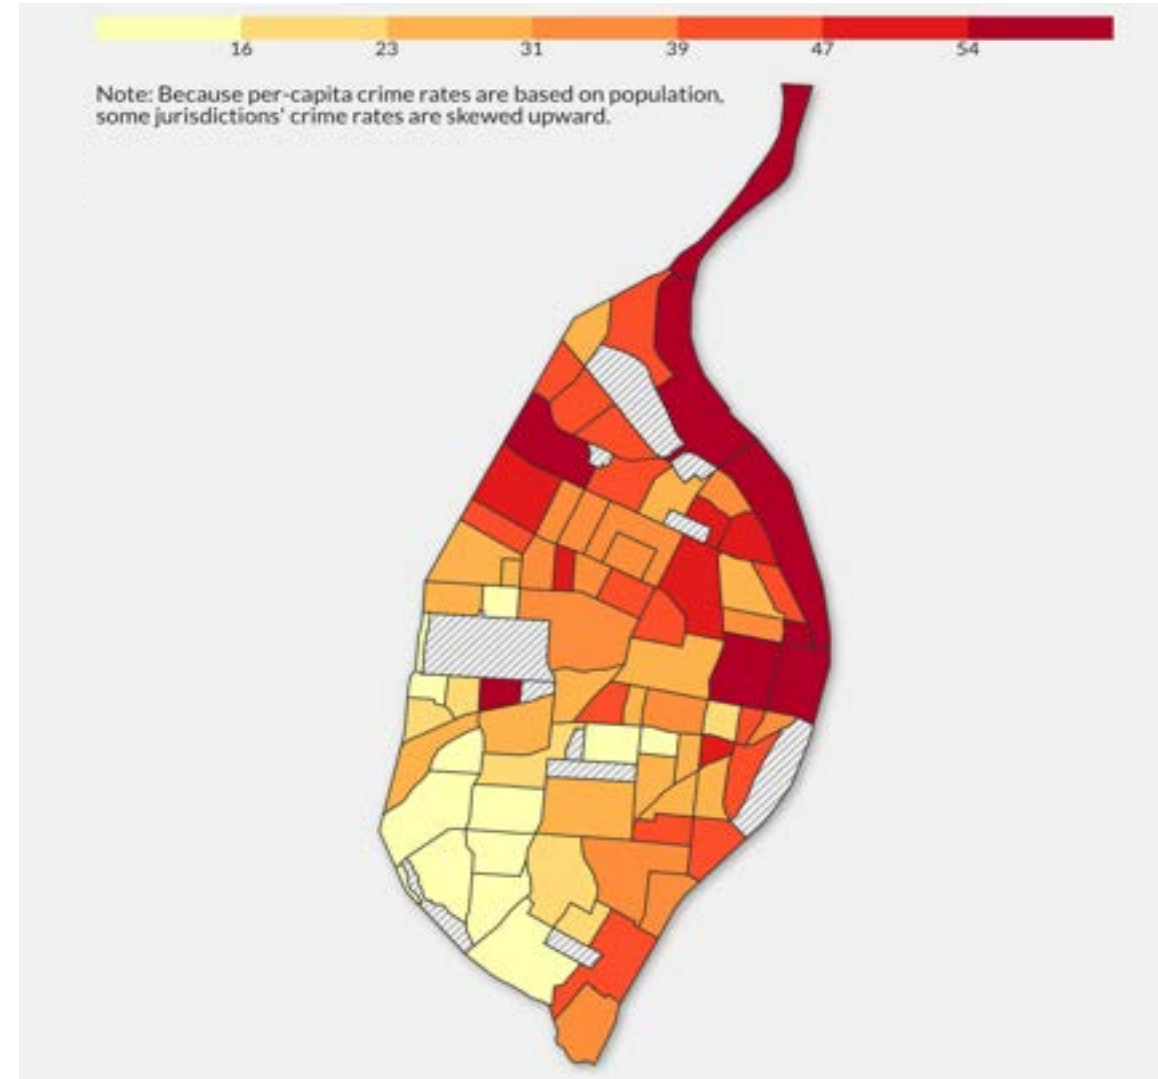 16 23 31 39 47 54
Note: Because per-capita crime rates are based on population,
some jurisdictions' crime rates are skewed upward.